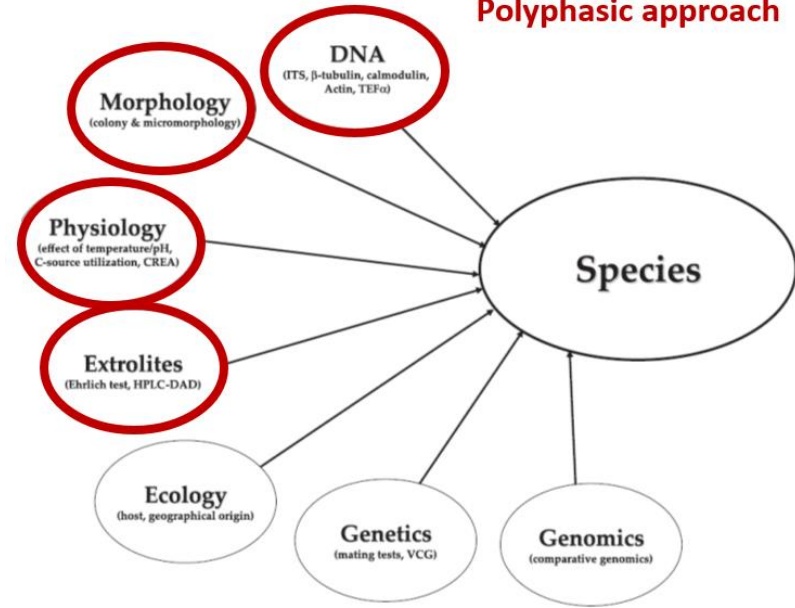 Polyphasic approach
DNA
(ITS, β-tubulin, calmodulin,
Actin, TEFα)
Morphology
(colony & micromorphology)
Physiology
(effect of temperature/pH,
C-source utilization, CREA)
Species
Extrolites
(Ehrlich test, HPLC-DAD)
Ecology
(host, geographical origin)
Genetics
(mating tests, VCG)
Genomics
(comparative genomics)